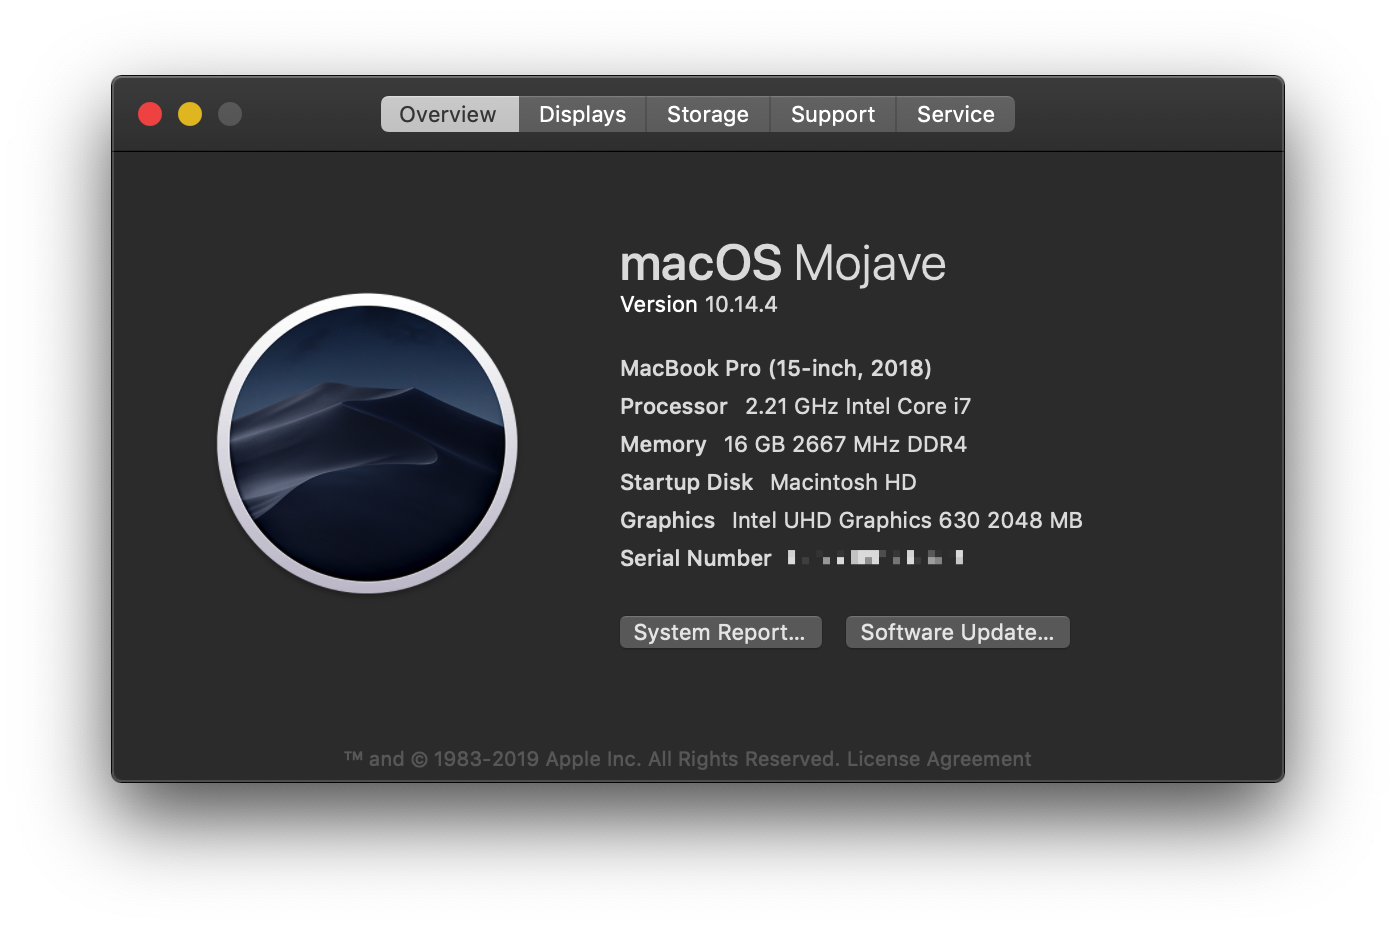 Overview Displays Storage Support Service
macOS Mojave
Version 10.14.4
MacBook Pro (15-inch, 2018)
Processor 2.21 GHz Intel Core i7
Memory 16 GB 2667 MHz DDR4
Startup Disk Macintosh HD
Graphics Intel UHD Graphics 630 2048 MB
Serial Number
System Report... Software Update...
™ and © 1983-2019 Apple Inc. All Rights Reserved. License Agreement